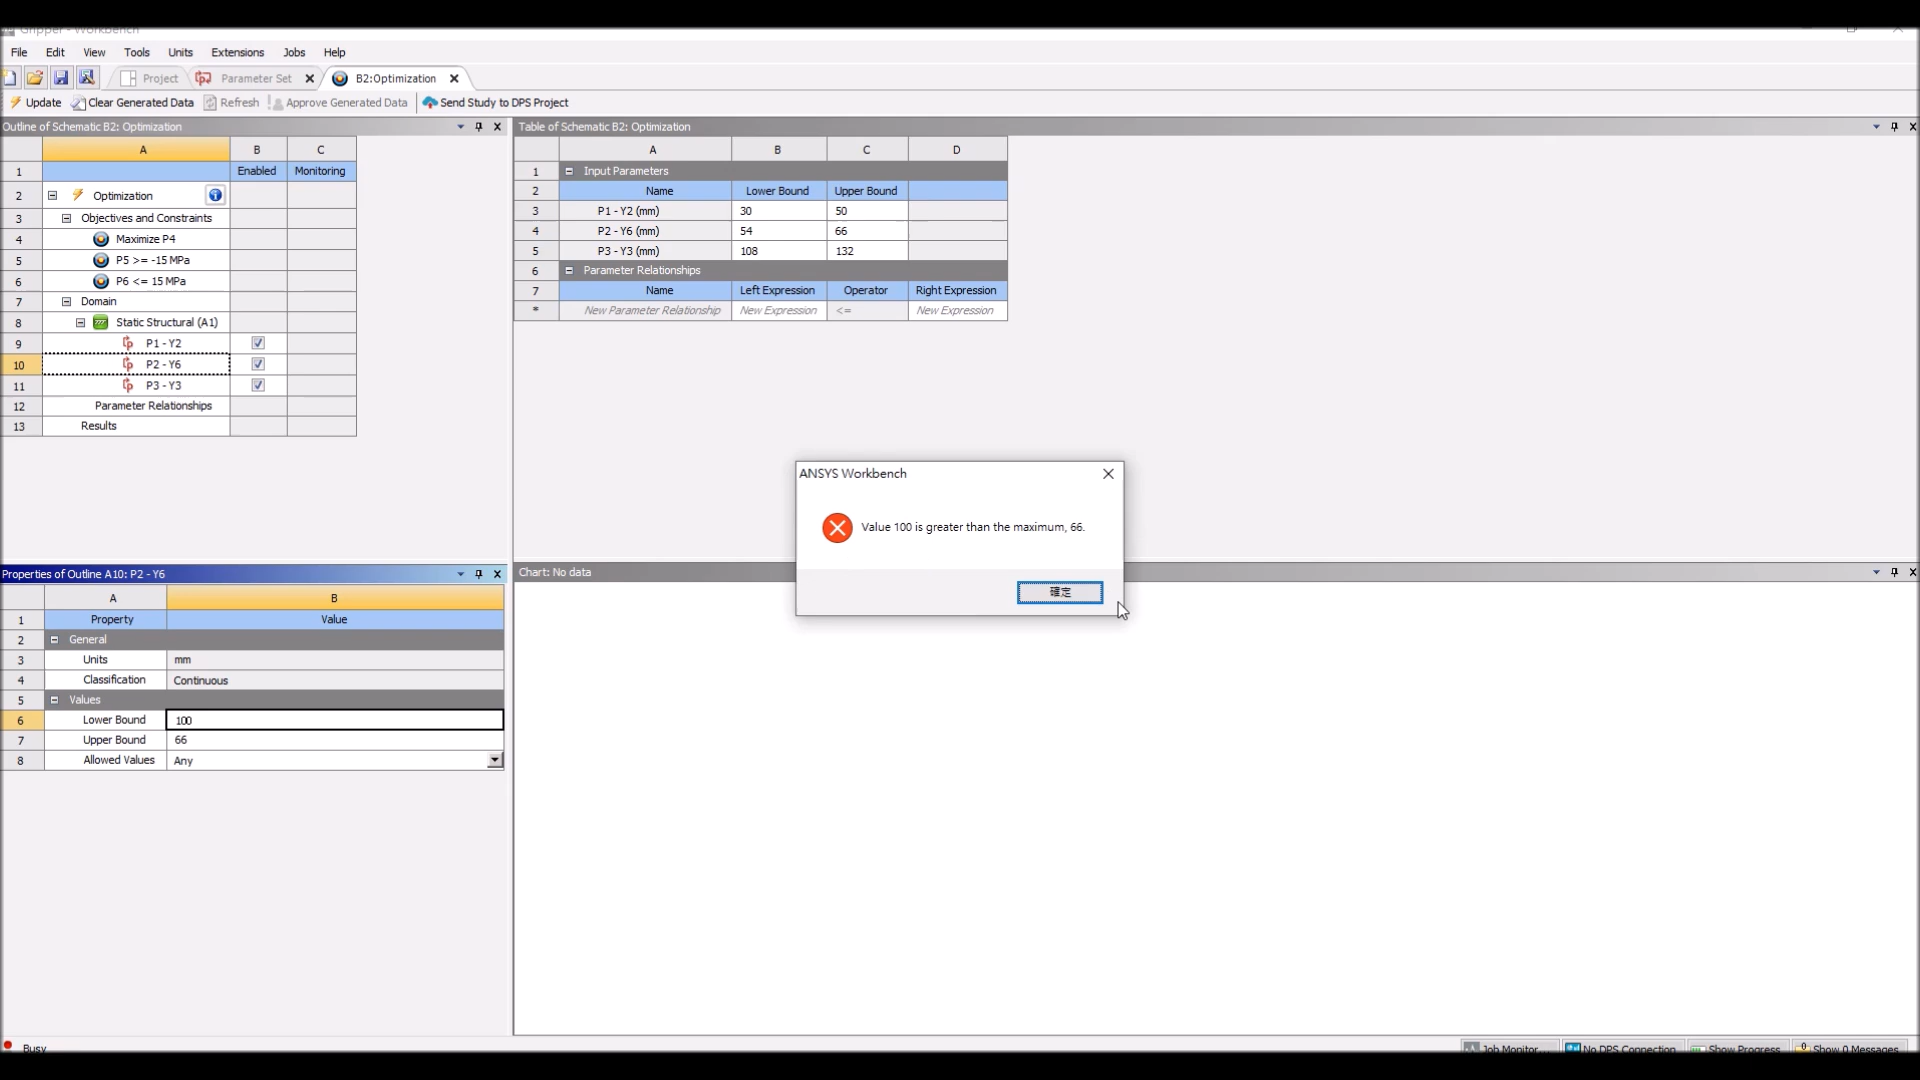 Gripper - Workbench
File Edit View Tools Units Extensions Jobs Help
Project Parameter Set B2:Optimization
Update Clear Generated Data Refresh Approve Generated Data Send Study to DPS Project
Outline of Schematic B2: Optimization
A B C
1 Enabled Monitoring
2 Optimization
3 Objectives and Constraints
4 Maximize P4
5 P5 >= -15 MPa
6 P6 <= 15 MPa
7 Domain
8 Static Structural (A1)
9 P1 - Y2
10 P2 - Y6
11 P3 - Y3
12 Parameter Relationships
13 Results
Table of Schematic B2: Optimization
A B C D
1 Input Parameters
2 Name Lower Bound Upper Bound
3 P1 - Y2 (mm) 30 50
4 P2 - Y6 (mm) 54 66
5 P3 - Y3 (mm) 108 132
6 Parameter Relationships
7 Name Left Expression Operator Right Expression
* New Parameter Relationship New Expression <= New Expression
ANSYS Workbench
Value 100 is greater than the maximum, 66.
確定
Properties of Outline A10: P2 - Y6
A B
1 Property Value
2 General
3 Units mm
4 Classification Continuous
5 Values
6 Lower Bound 100
7 Upper Bound 66
8 Allowed Values Any
Chart: No data
Busy
Job Monitor... No DPS Connection Show Progress Show 0 Messages